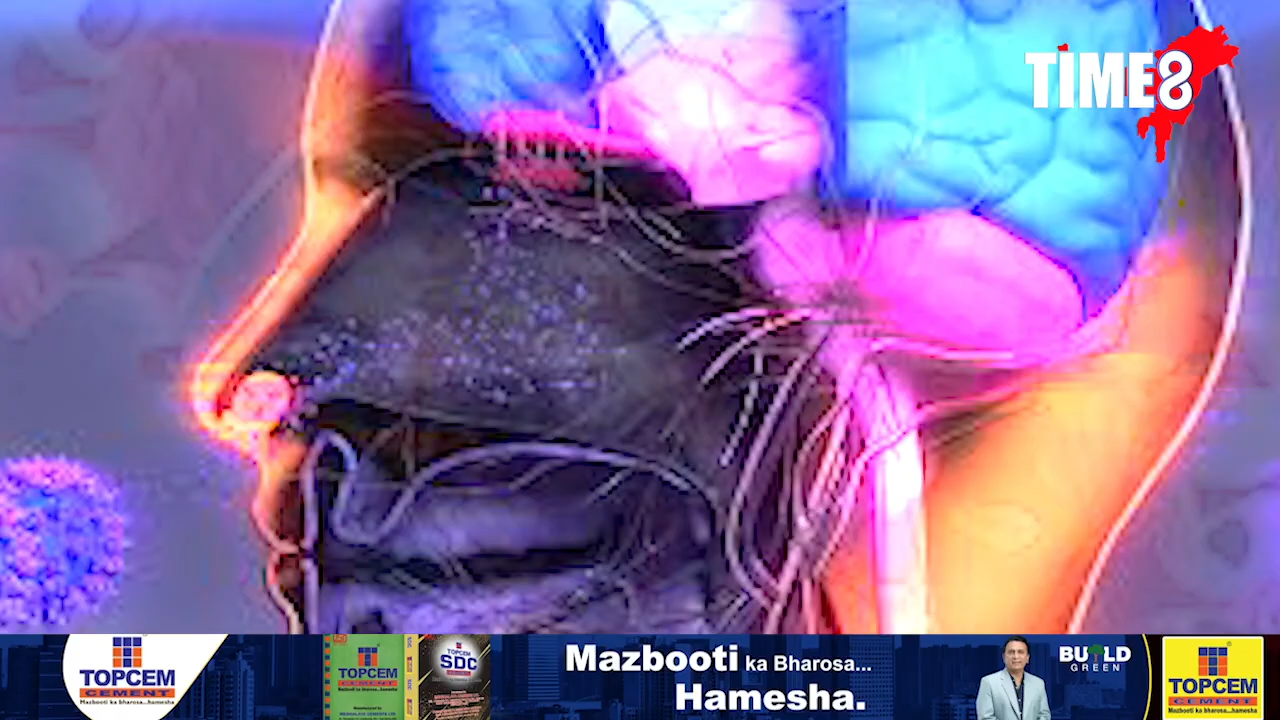 TIME8
TOPCEM
CEMENT
Mazbooti ka bharosa...hamesha
TOPCEM
CEMENT
TOPCEM
SDC
Mazbooti ka Bharosa...
Hamesha.
BUILD
GREEN
TOPCEM
CEMENT
Mazbooti ka bharosa...hamesha